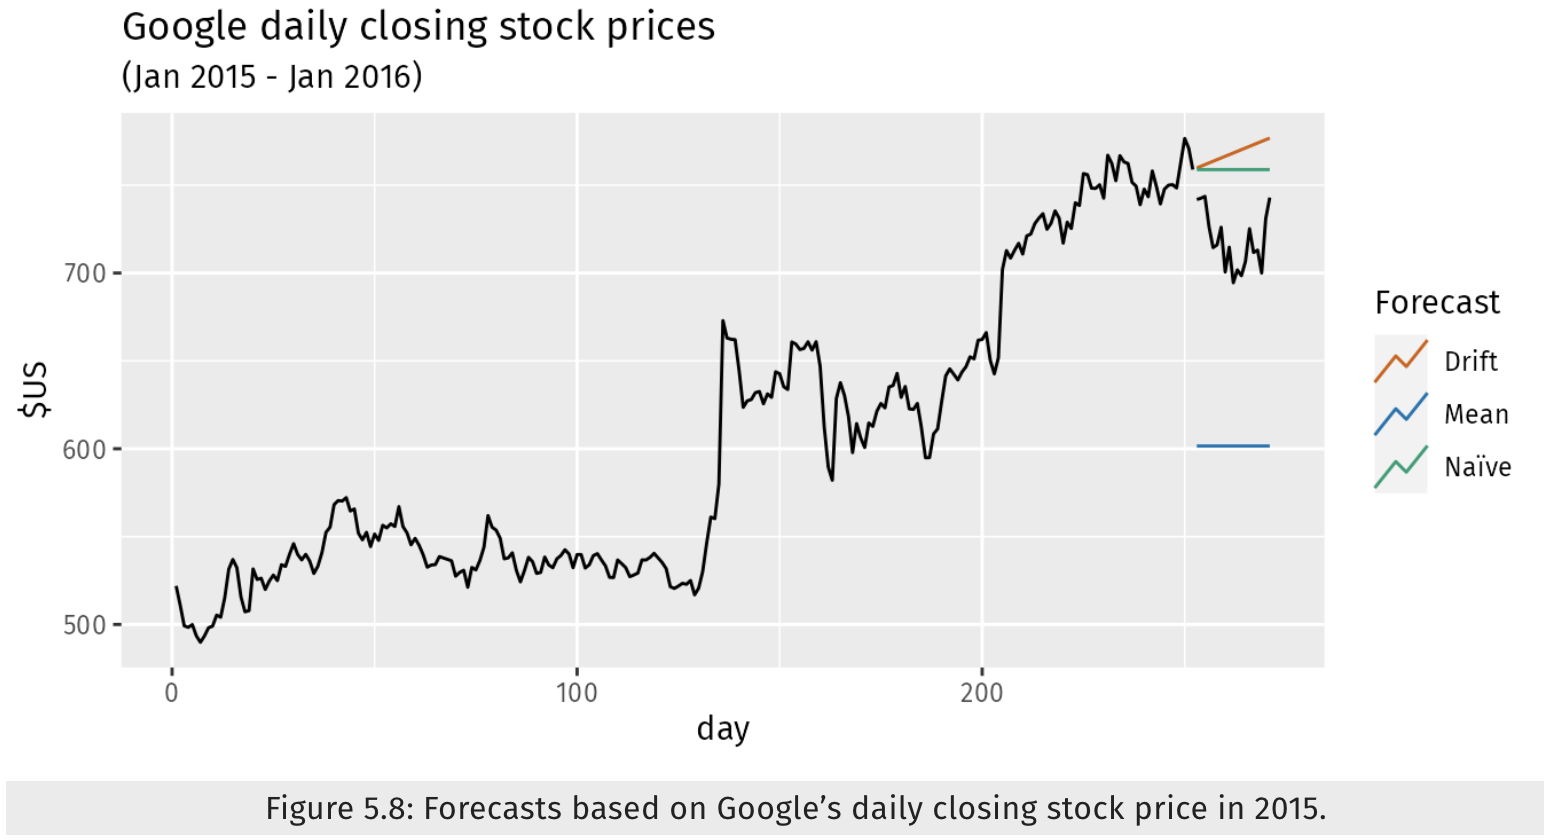 Google daily closing stock prices
(Jan 2015 - Jan 2016)
700
600
500
$US
0 100 200
day
Forecast
Drift
Mean
Naïve
Figure 5.8: Forecasts based on Google’s daily closing stock price in 2015.